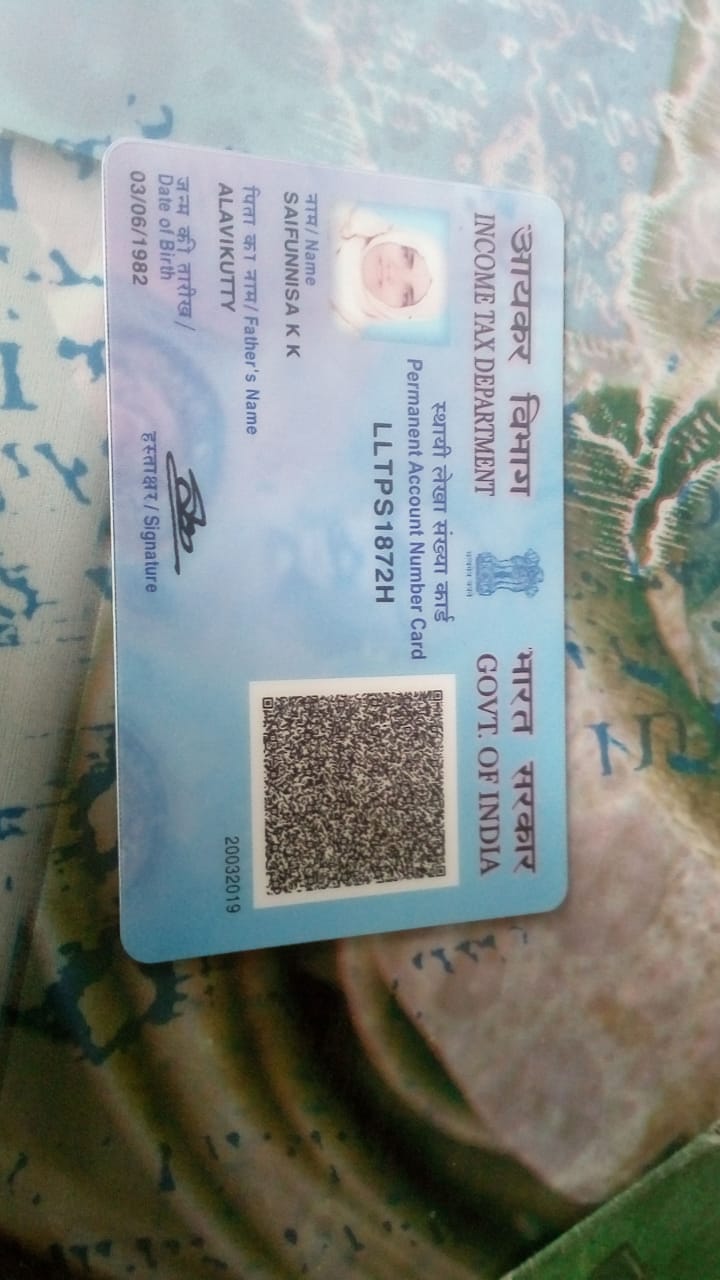 आयकर विभाग
INCOME TAX DEPARTMENT
भारत सरकार
GOVT. OF INDIA
स्थायी लेखा संख्या कार्ड
Permanent Account Number Card
LLTPS1872H
नाम / Name
SAIFUNNISA K K
पिता का नाम / Father's Name
ALAVIKUTTY
जन्म की तारीख /
Date of Birth
03/06/1982
हस्ताक्षर / Signature
20032019